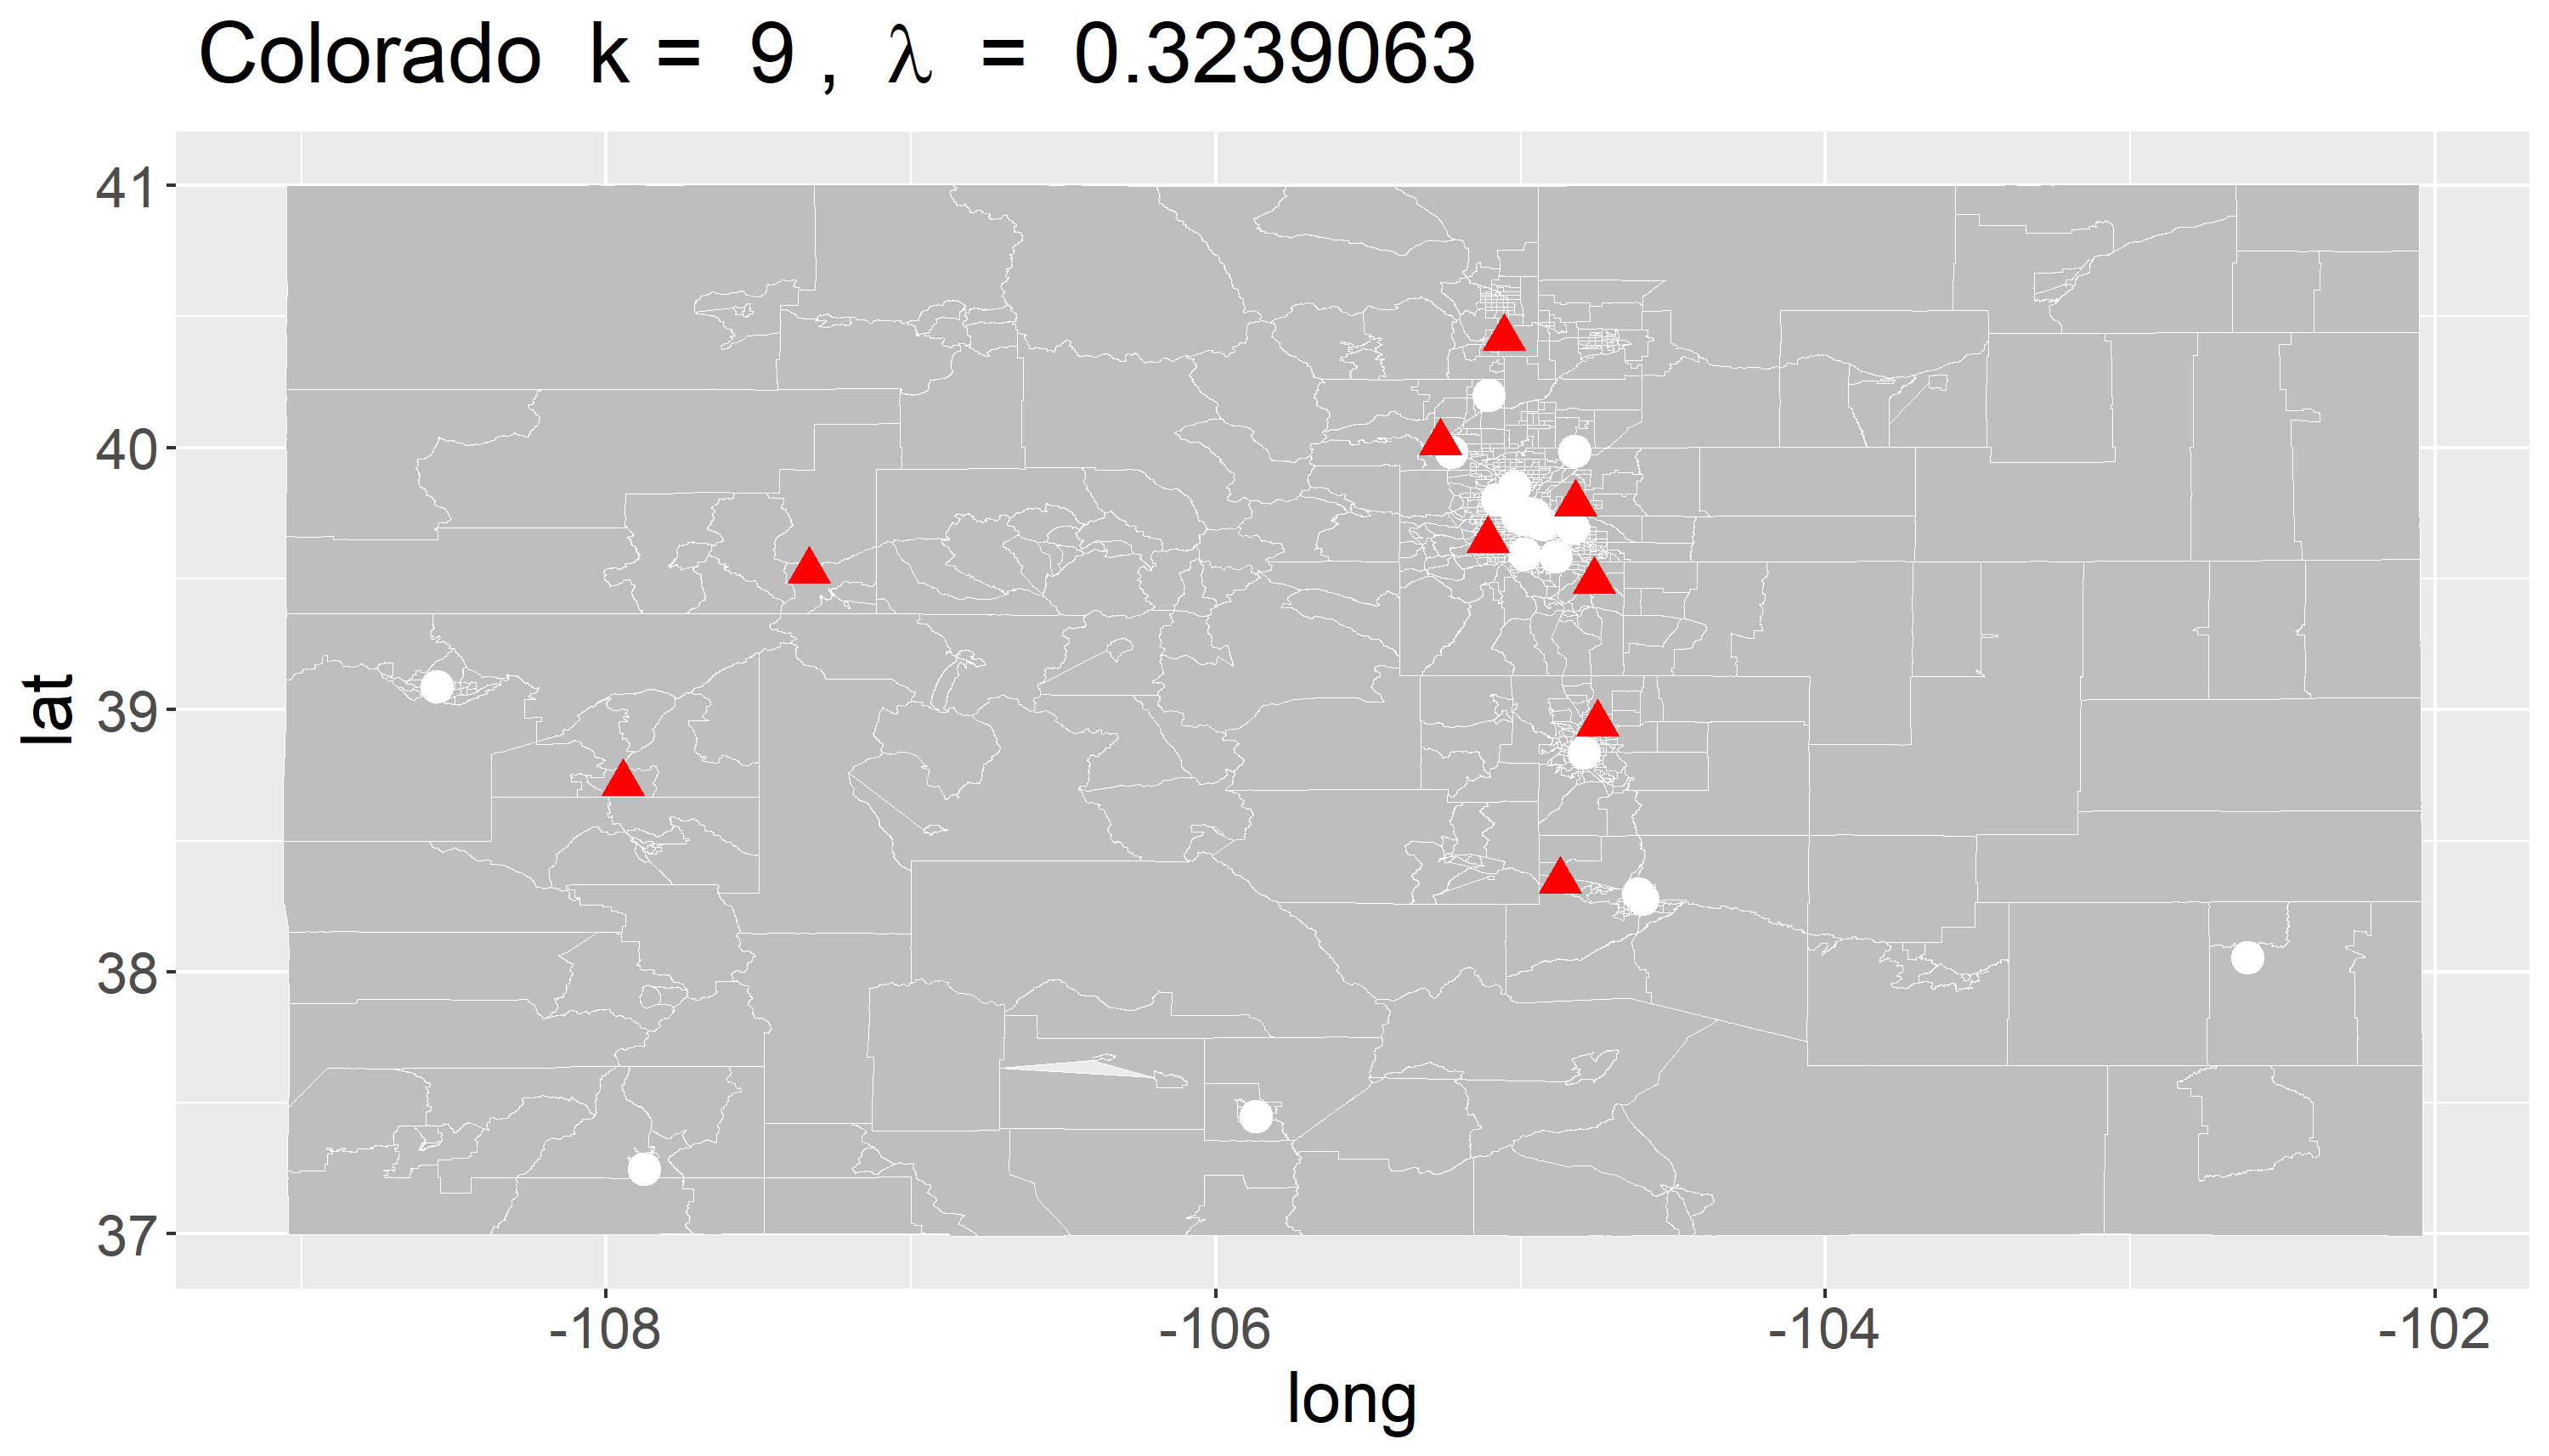 Colorado k = 9 , λ = 0.3239063
41
40
39
38
37
lat
-108 -106 -104 -102
long